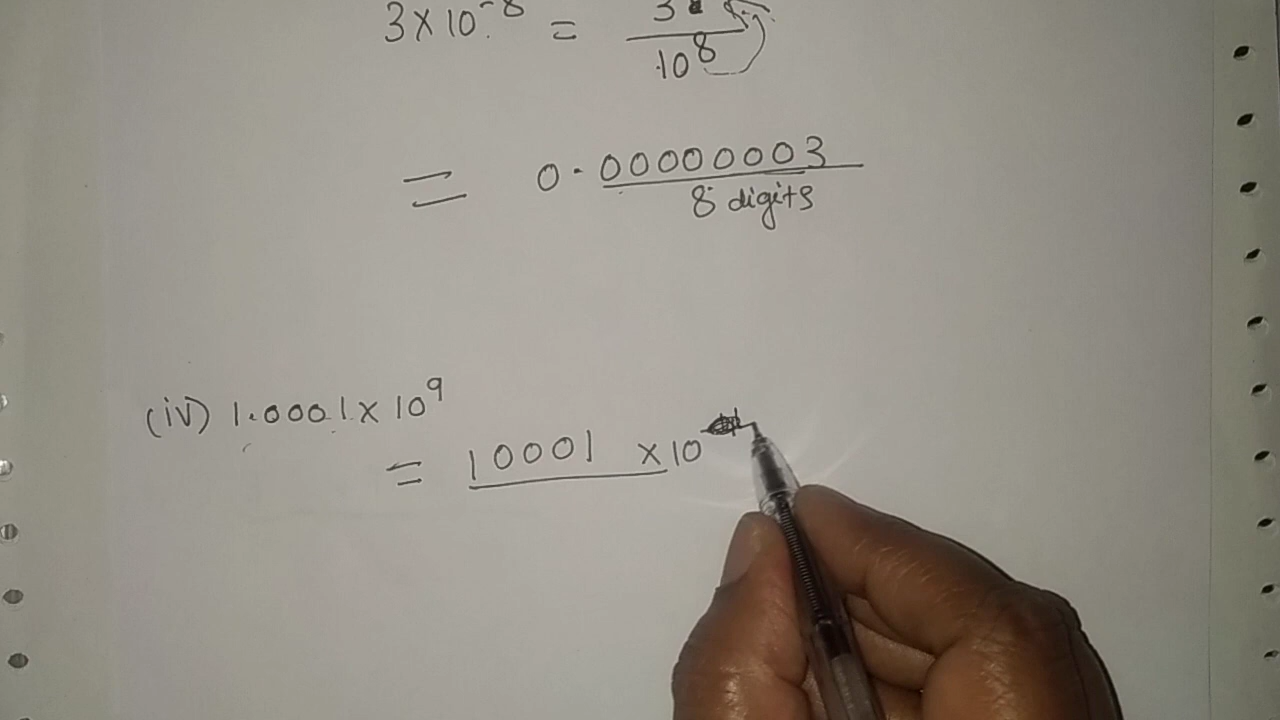 3 × 10⁻⁸ = 3 / 10⁸
= 0.00000003
8 digits
(iv) 1.0001 × 10⁹
= 10001 × 10